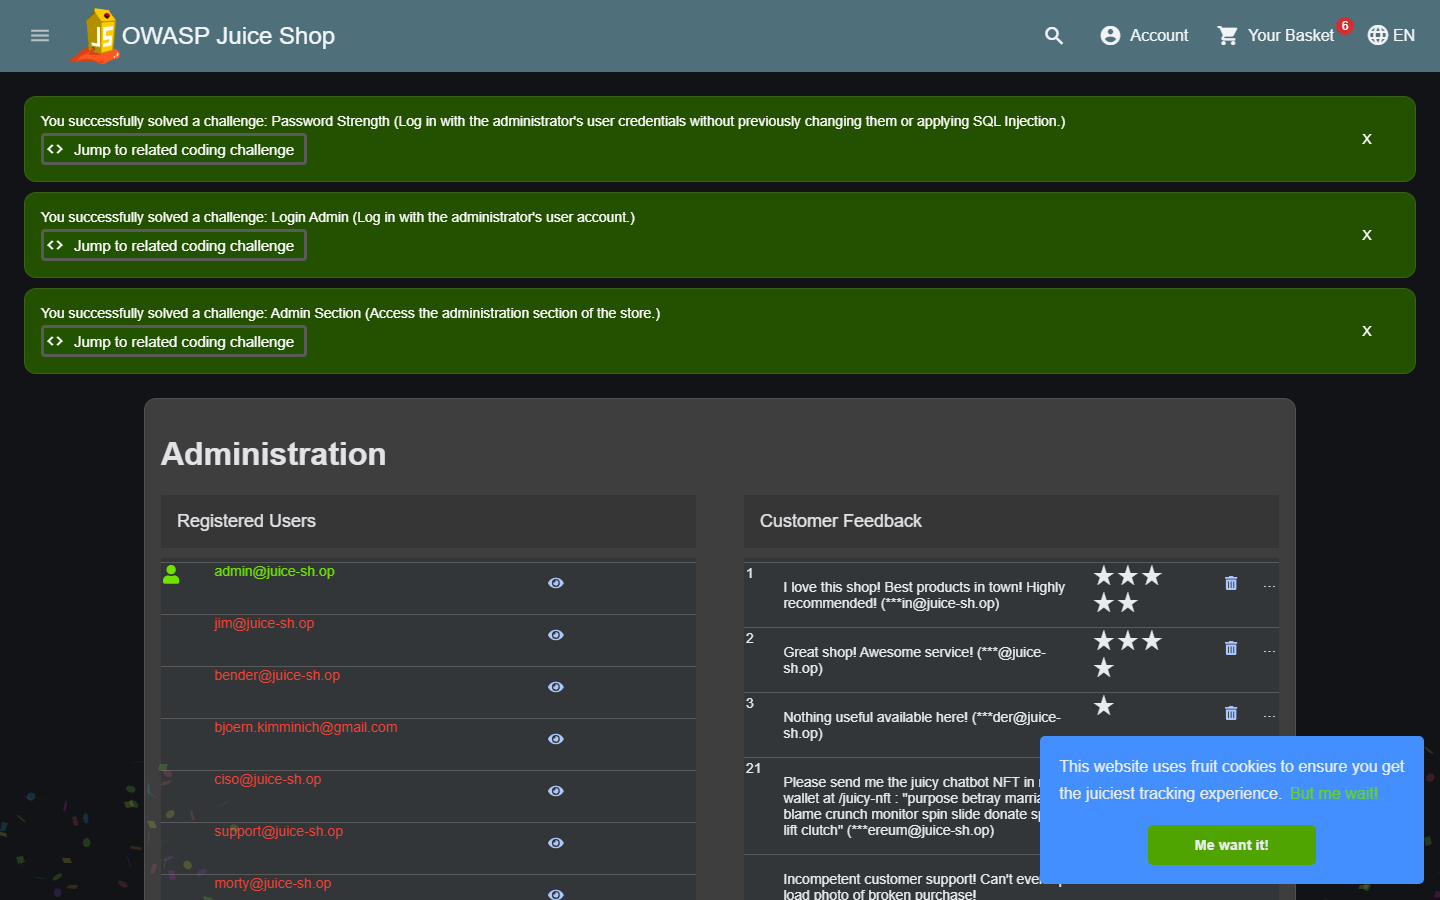 OWASP Juice Shop
Account
Your Basket
6
EN
You successfully solved a challenge: Password Strength (Log in with the administrator's user credentials without previously changing them or applying SQL Injection.)
X
<> Jump to related coding challenge
You successfully solved a challenge: Login Admin (Log in with the administrator's user account.)
X
<> Jump to related coding challenge
You successfully solved a challenge: Admin Section (Access the administration section of the store.)
X
<> Jump to related coding challenge
Administration
Registered Users
admin@juice-sh.op
jim@juice-sh.op
bender@juice-sh.op
bjoern.kimminich@gmail.com
ciso@juice-sh.op
support@juice-sh.op
morty@juice-sh.op
Customer Feedback
1
I love this shop! Best products in town! Highly
recommended! (***in@juice-sh.op)
...
2
Great shop! Awesome service! (***@juice-
sh.op)
...
3
Nothing useful available here! (***der@juice-
sh.op)
...
21
Please send me the juicy chatbot NFT in
wallet at /juicy-nft : "purpose betray
blame crunch monitor spin slide donate
lift clutch" (***ereum@juice-sh.op)
Incompetent customer support! Can't even
load photo of broken purchase!
This website uses fruit cookies to ensure you get
the juiciest tracking experience. But me wait!
Me want it!